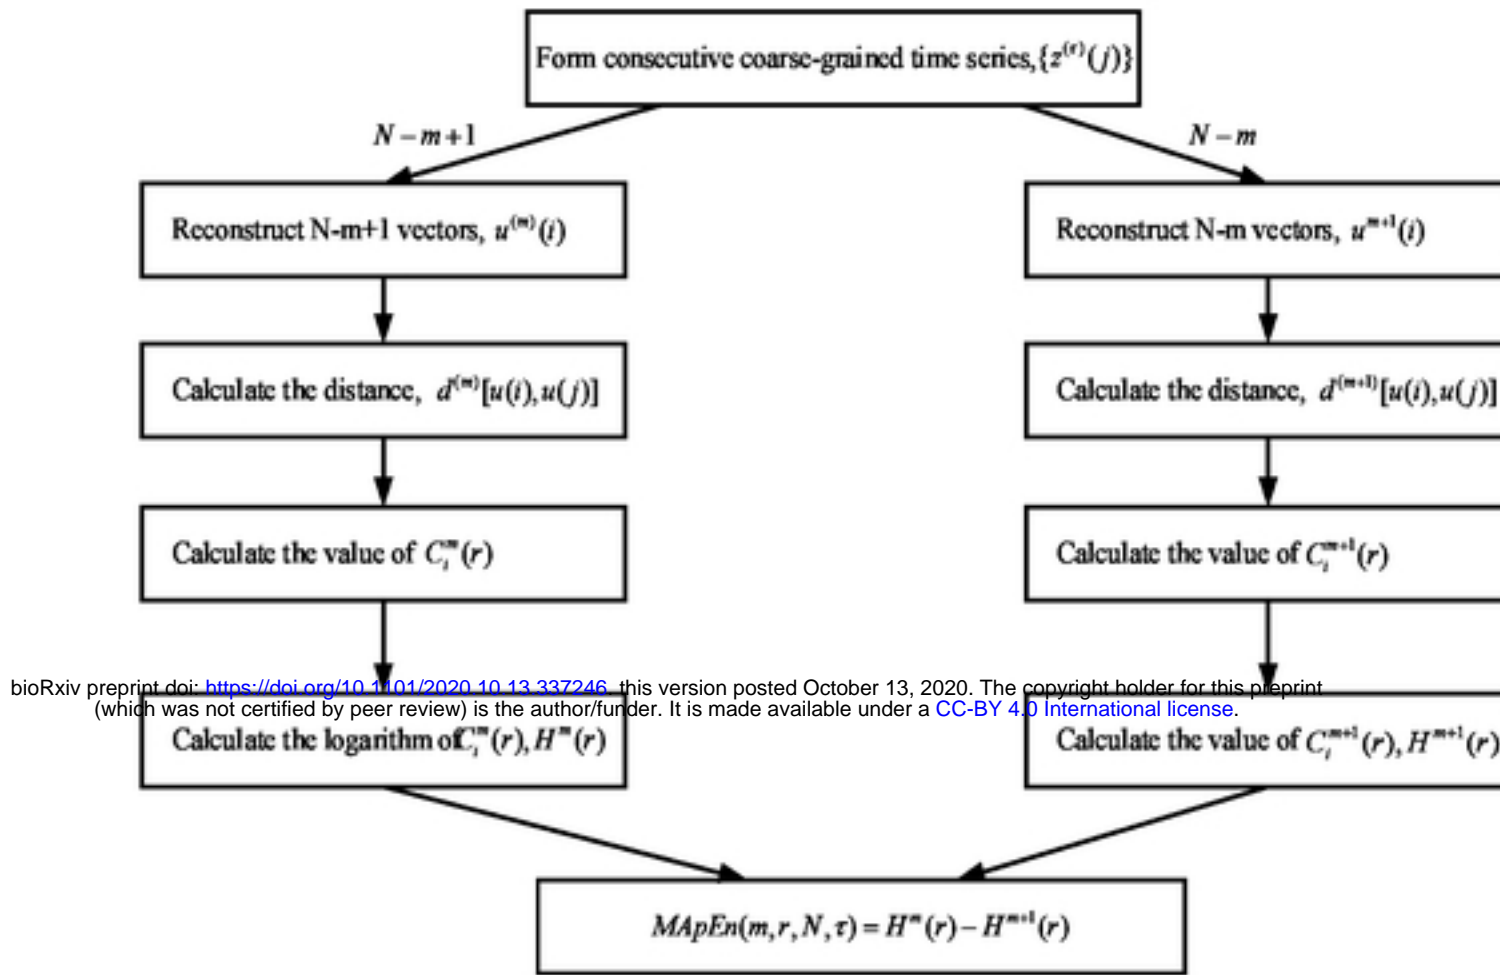 Form consecutive coarse-grained time series,{z^(τ)(j)}
N−m+1
N−m
Reconstruct N-m+1 vectors, u^(m)(i)
Reconstruct N-m vectors, u^m+1(i)
Calculate the distance, d^(m)[u(i),u(j)]
Calculate the distance, d^(m+1)[u(i),u(j)]
Calculate the value of C_i^m(r)
Calculate the value of C_i^m+1(r)
bioRxiv preprint doi: https://doi.org/10.1101/2020.10.13.337246 this version posted October 13, 2020. The copyright holder for this preprint
(which was not certified by peer review) is the author/funder. It is made available under a CC-BY 4.0 International license.
Calculate the logarithm of C_i^m(r), H^m(r)
Calculate the value of C_i^m+1(r), H^m+1(r)
MApEn(m,r,N,τ) = H^m(r) − H^m+1(r)